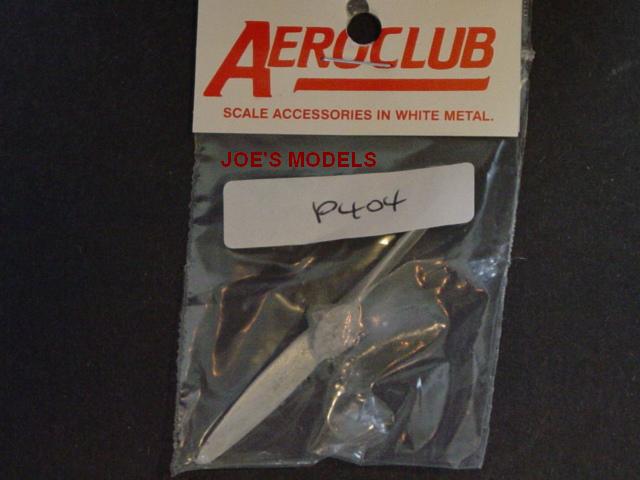 AEROCLUB
SCALE ACCESSORIES IN WHITE METAL.
JOE'S MODELS
P404